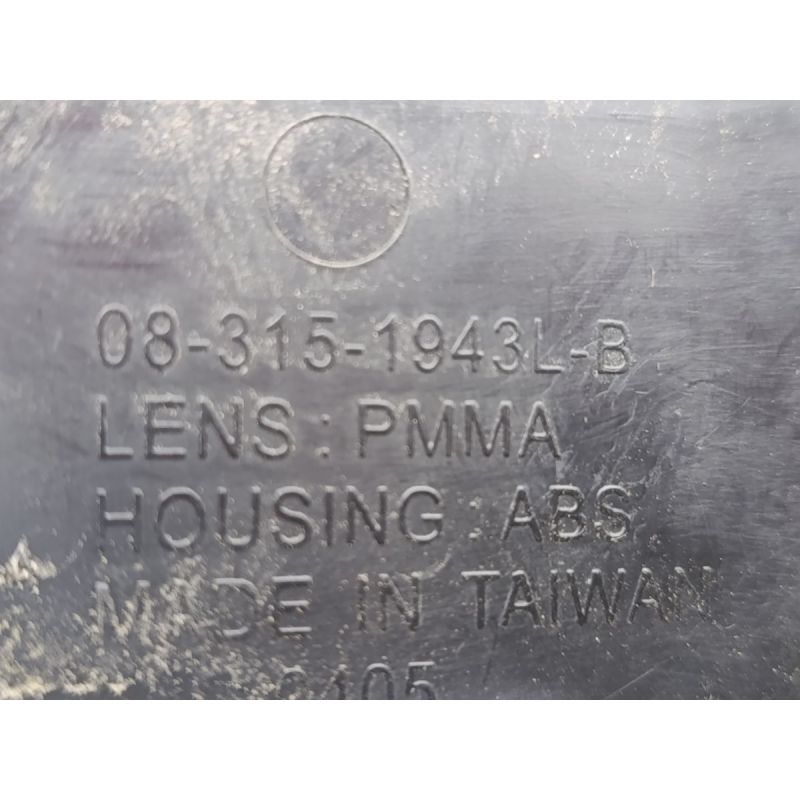 08-315-1943L-B
LENS : PMMA
HOUSING : ABS
MADE IN TAIWAN